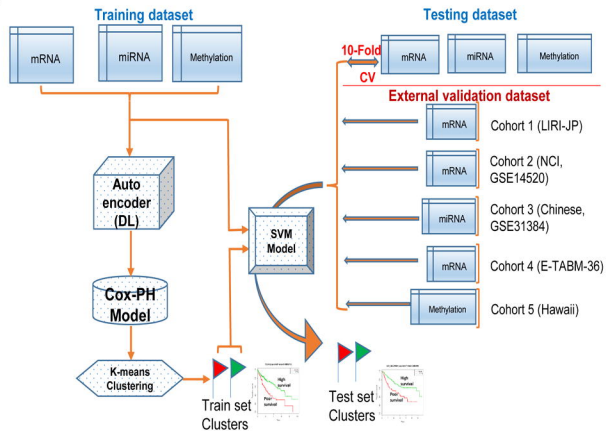 Training dataset
Testing dataset
mRNA
miRNA
Methylation
10-Fold
CV
mRNA
miRNA
Methylation
External validation dataset
mRNA
Cohort 1 (LIRI-JP)
mRNA
Cohort 2 (NCI,
GSE14520)
miRNA
Cohort 3 (Chinese,
GSE31384)
mRNA
Cohort 4 (E-TABM-36)
Methylation
Cohort 5 (Hawaii)
Auto
encoder
(DL)
SVM
Model
Cox-PH
Model
K-means
Clustering
Train set
Clusters
High
survival
Poor
survival
Test set
Clusters
High
survival
Poor
survival